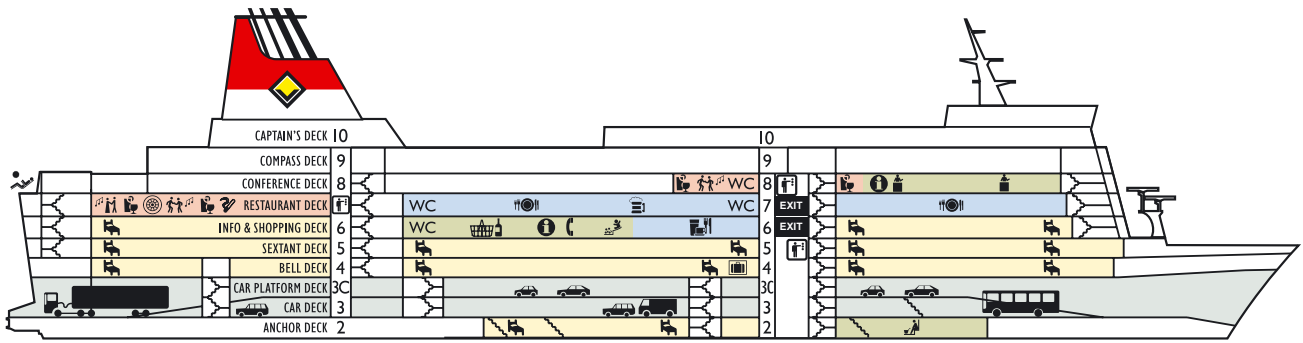 CAPTAIN'S DECK 10 10
COMPASS DECK 9 9
CONFERENCE DECK 8 WC 8
RESTAURANT DECK WC WC 7 EXIT
INFO & SHOPPING DECK 6 WC 6 EXIT
SEXTANT DECK 5 5
BELL DECK 4 4
CAR PLATFORM DECK 3C 3C
CAR DECK 3 3
ANCHOR DECK 2 2